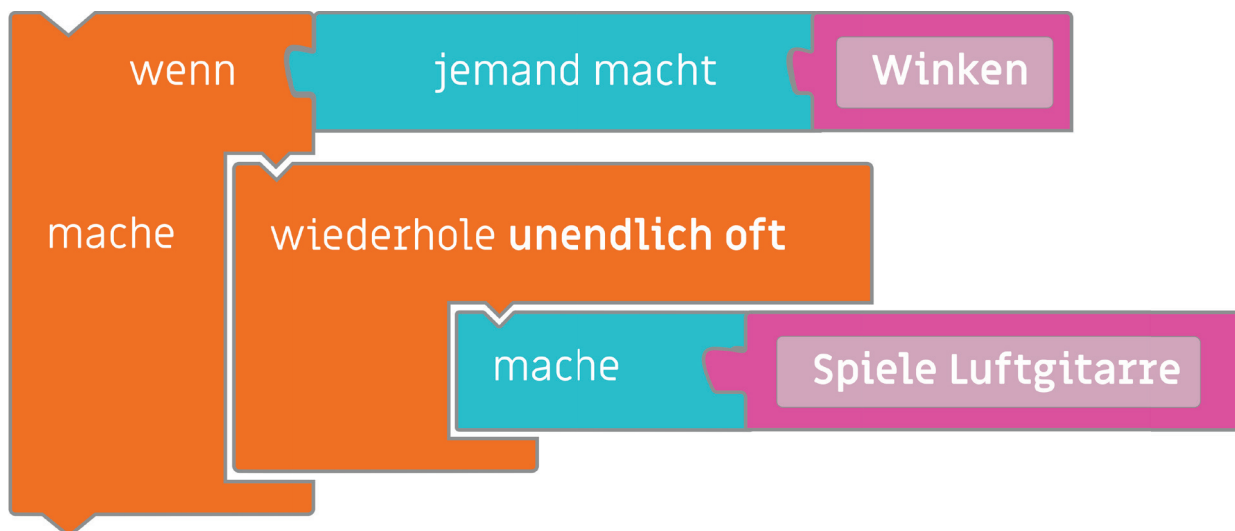 wenn jemand macht Winken
mache wiederhole unendlich oft
mache Spiele Luftgitarre